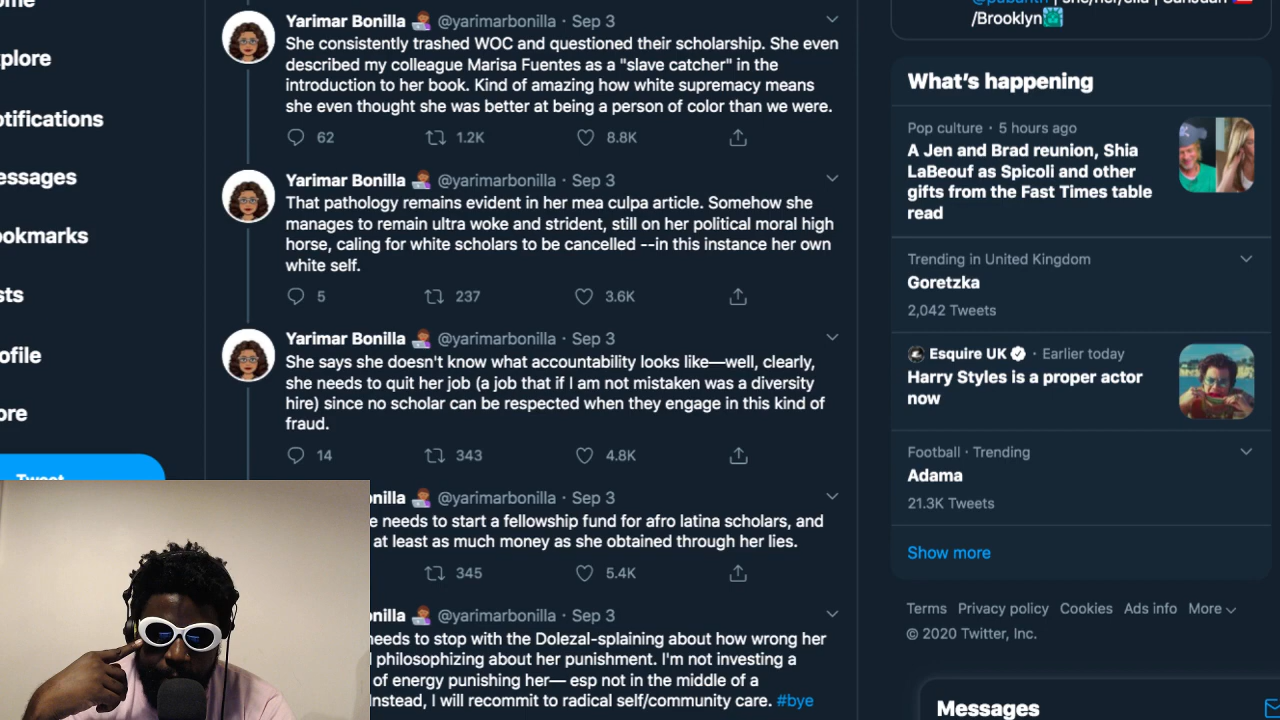 ome
xplore
otifications
essages
ookmarks
sts
ofile
ore
Tweet
Yarimar Bonilla @yarimarbonilla · Sep 3
She consistently trashed WOC and questioned their scholarship. She even
described my colleague Marisa Fuentes as a "slave catcher" in the
introduction to her book. Kind of amazing how white supremacy means
she even thought she was better at being a person of color than we were.
62 1.2K 8.8K
Yarimar Bonilla @yarimarbonilla · Sep 3
That pathology remains evident in her mea culpa article. Somehow she
manages to remain ultra woke and strident, still on her political moral high
horse, caling for white scholars to be cancelled --in this instance her own
white self.
5 237 3.6K
Yarimar Bonilla @yarimarbonilla · Sep 3
She says she doesn't know what accountability looks like—well, clearly,
she needs to quit her job (a job that if I am not mistaken was a diversity
hire) since no scholar can be respected when they engage in this kind of
fraud.
14 343 4.8K
onilla @yarimarbonilla · Sep 3
e needs to start a fellowship fund for afro latina scholars, and
at least as much money as she obtained through her lies.
345 5.4K
onilla @yarimarbonilla · Sep 3
needs to stop with the Dolezal-splaining about how wrong her
philosophizing about her punishment. I'm not investing a
of energy punishing her— esp not in the middle of a
Instead, I will recommit to radical self/community care. #bye
/Brooklyn
What's happening
Pop culture · 5 hours ago
A Jen and Brad reunion, Shia
LaBeouf as Spicoli and other
gifts from the Fast Times table
read
Trending in United Kingdom
Goretzka
2,042 Tweets
Esquire UK · Earlier today
Harry Styles is a proper actor
now
Football · Trending
Adama
21.3K Tweets
Show more
Terms Privacy policy Cookies Ads info More
© 2020 Twitter, Inc.
Messages